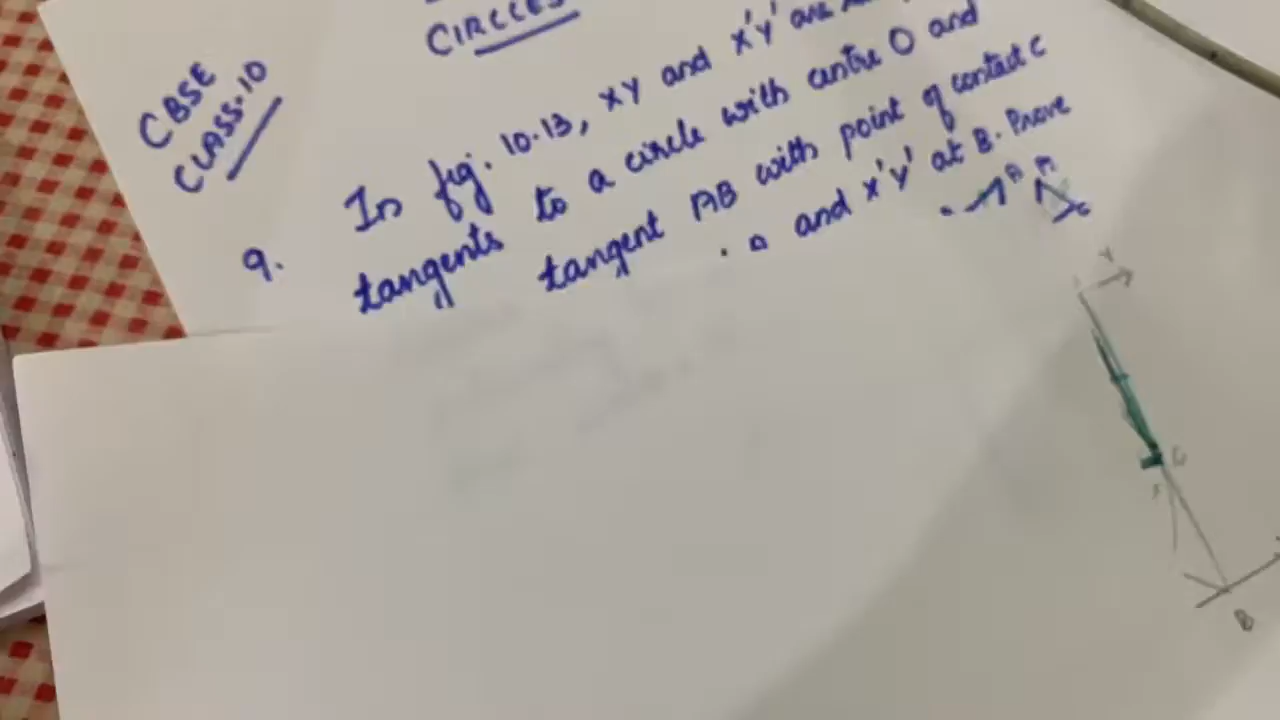 CIRCLES
CBSE
CLASS-10
9. In fig. 10.13, XY and X'Y' are
tangents to a circle with centre O and
tangent AB with point of contact C
and X'Y' at B. Prove
Y
C
B